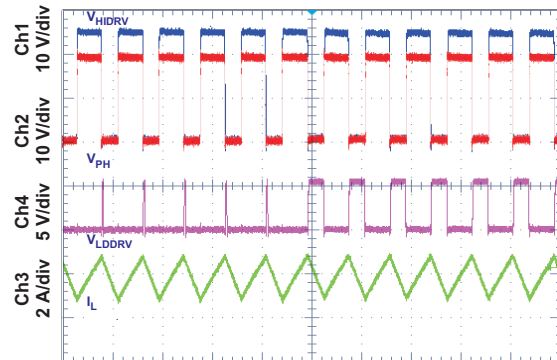 Ch1
10 V/div
VHIDRV
Ch2
10 V/div
VPH
Ch4
5 V/div
VLDDRV
Ch3
2 A/div
IL